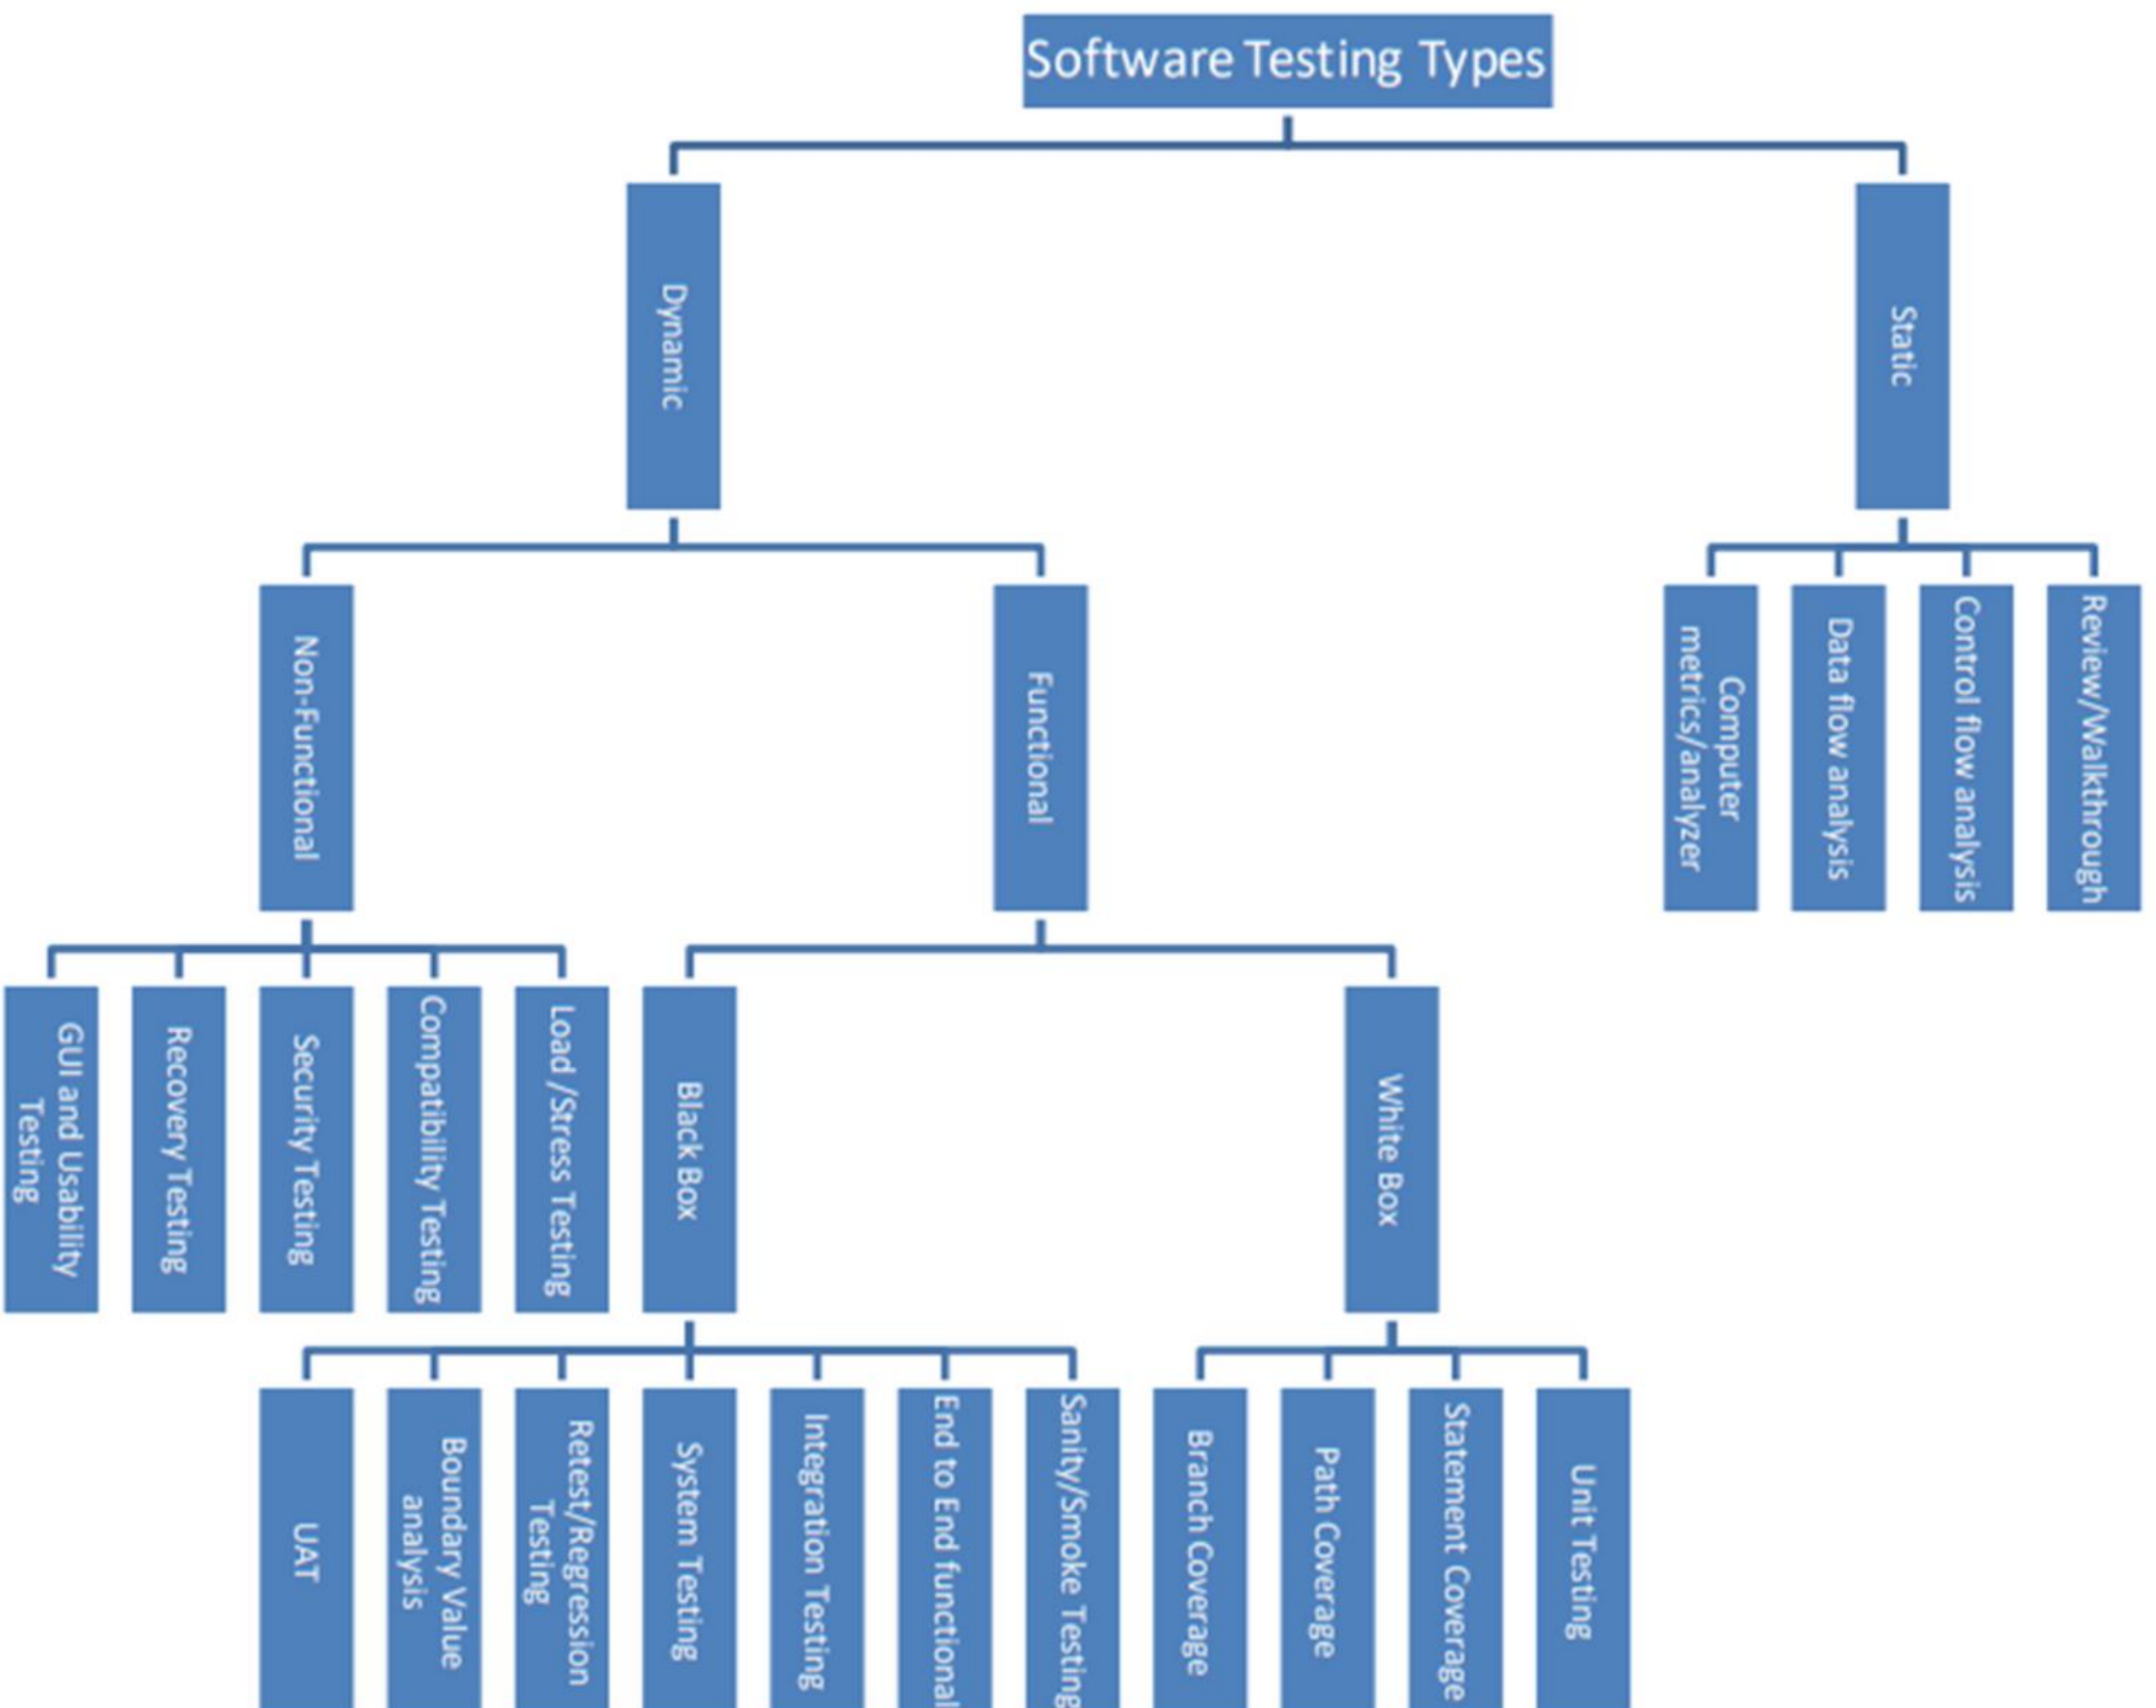 Software Testing Types
Dynamic
Static
Non-Functional
Functional
Computer
metrics/analyzer
Data flow analysis
Control flow analysis
Review/Walkthrough
GUI and Usability
Testing
Recovery Testing
Security Testing
Compatibility Testing
Load /Stress Testing
Black Box
White Box
UAT
Boundary Value
analysis
Retest/Regression
Testing
System Testing
Integration Testing
End to End functional
Sanity/Smoke Testing
Branch Coverage
Path Coverage
Statement Coverage
Unit Testing